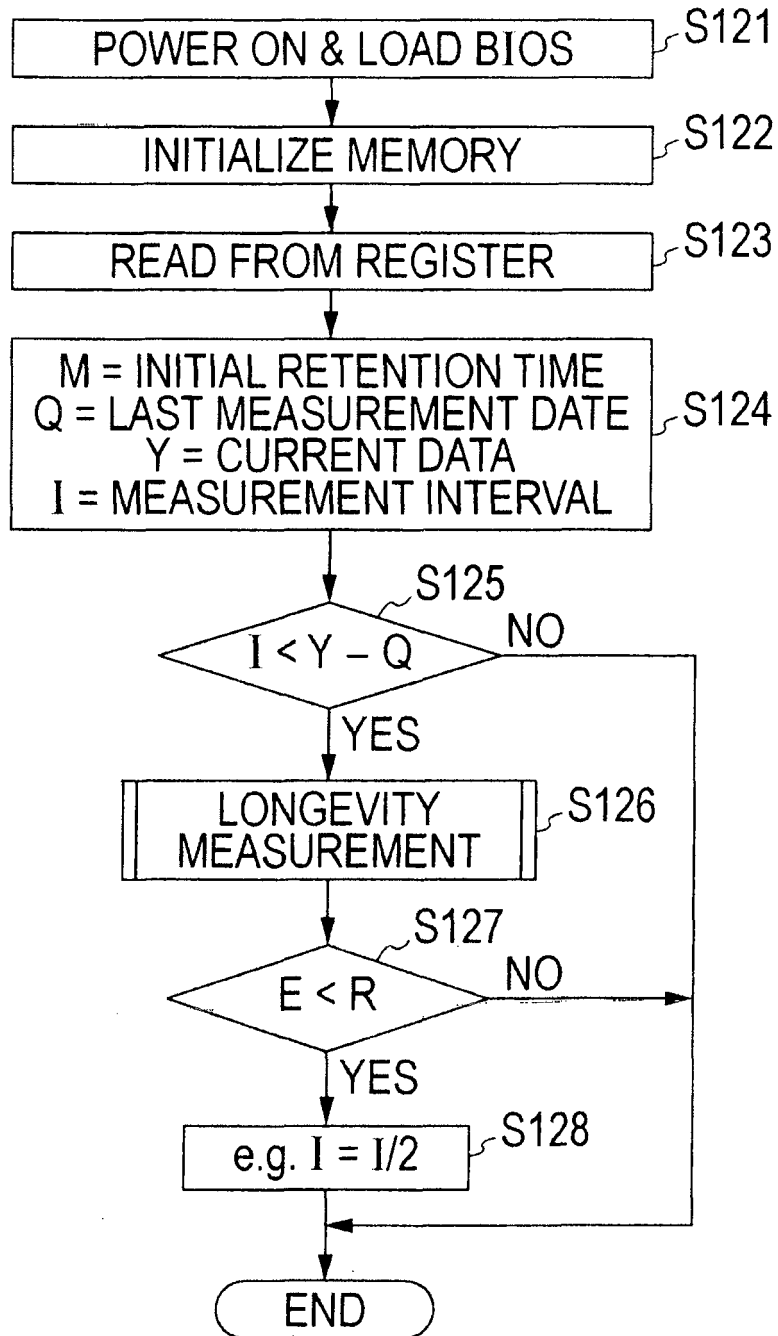 POWER ON & LOAD BIOS
S121
INITIALIZE MEMORY
S122
READ FROM REGISTER
S123
M = INITIAL RETENTION TIME
Q = LAST MEASUREMENT DATE
Y = CURRENT DATA
I = MEASUREMENT INTERVAL
S124
S125
I < Y – Q
NO
YES
LONGEVITY
MEASUREMENT
S126
S127
E < R
NO
YES
e.g. I = I/2
S128
END